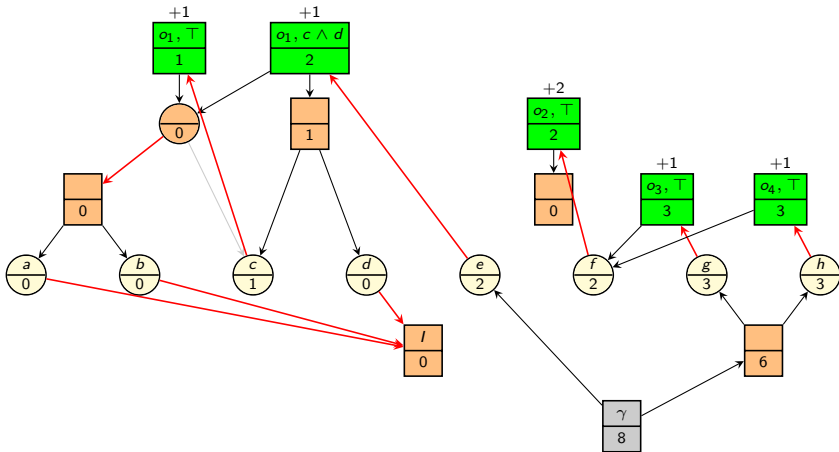 +1 +1
o₁, ⊤ o₁, c ∧ d
1 2
+2
o₂, ⊤
2
0 1
+1 +1
o₃, ⊤ o₄, ⊤
0 0 3 3
a b c d e f g h
0 0 1 0 2 2 3 3
I
0 6
γ
8